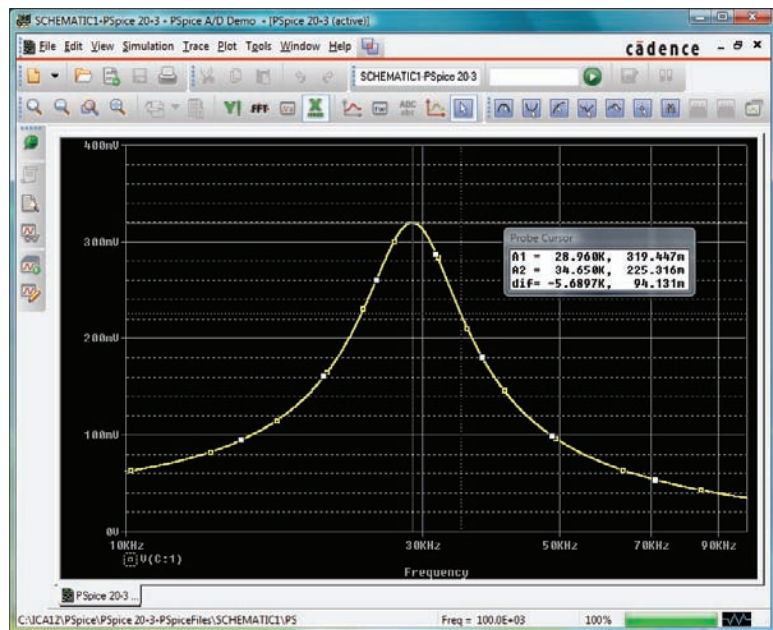 SCHEMATIC1-PSpice 20-3 - PSpice A/D Demo - [PSpice 20-3 (active)]
File Edit View Simulation Trace Plot Tools Window Help
cādence
SCHEMATIC1-PSpice 20-3
FFT
ABC
abc
400mV
300mV
200mV
100mV
0V
Probe Cursor
A1 = 28.960K, 319.447m
A2 = 34.650K, 225.316m
dif= -5.6897K, 94.131m
10KHz 30KHz 50KHz 70KHz 90KHz
V(C:1)
Frequency
PSpice 20-3 ...
C:\ICA12\PSpice\PSpice 20-3-PSpiceFiles\SCHEMATIC1\PS Freq = 100.0E+03 100%